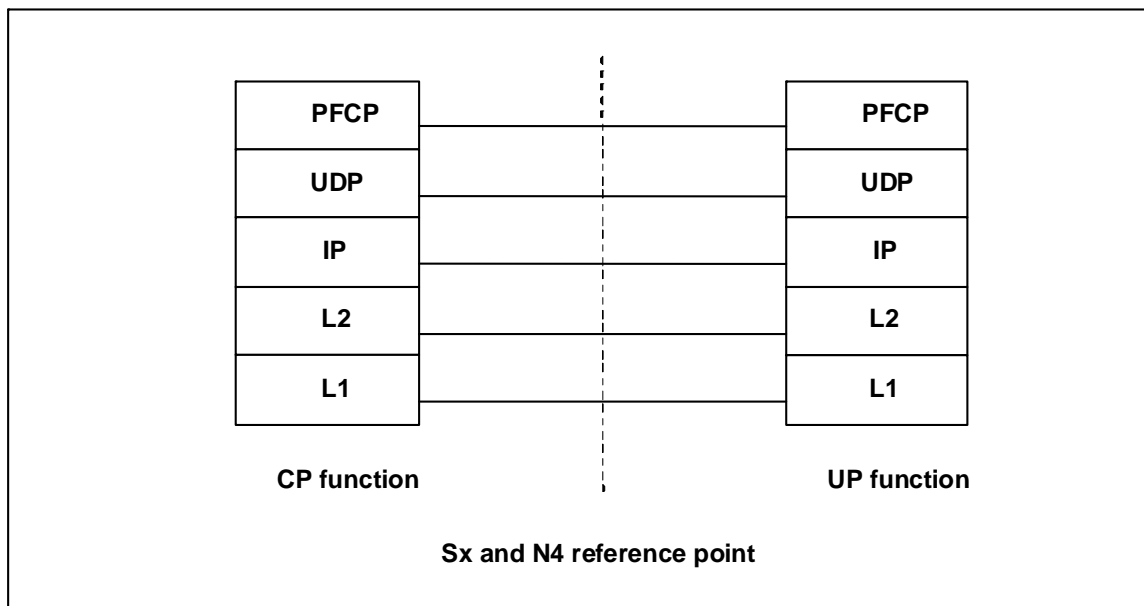 PFCP PFCP
UDP UDP
IP IP
L2 L2
L1 L1
CP function UP function
Sx and N4 reference point